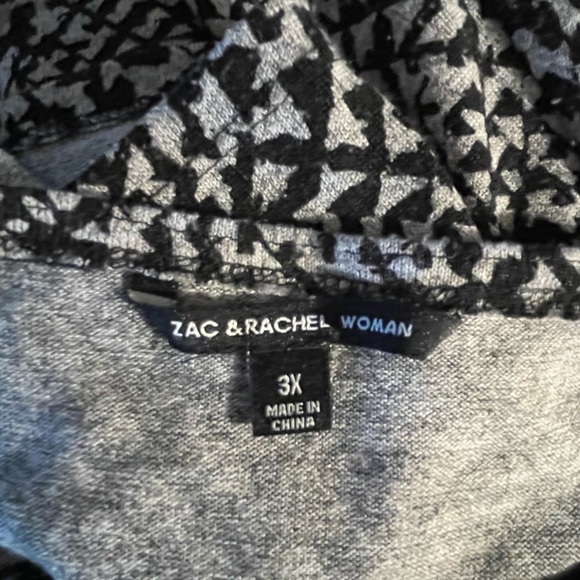 ZAC & RACHEL WOMAN
3X
MADE IN
CHINA